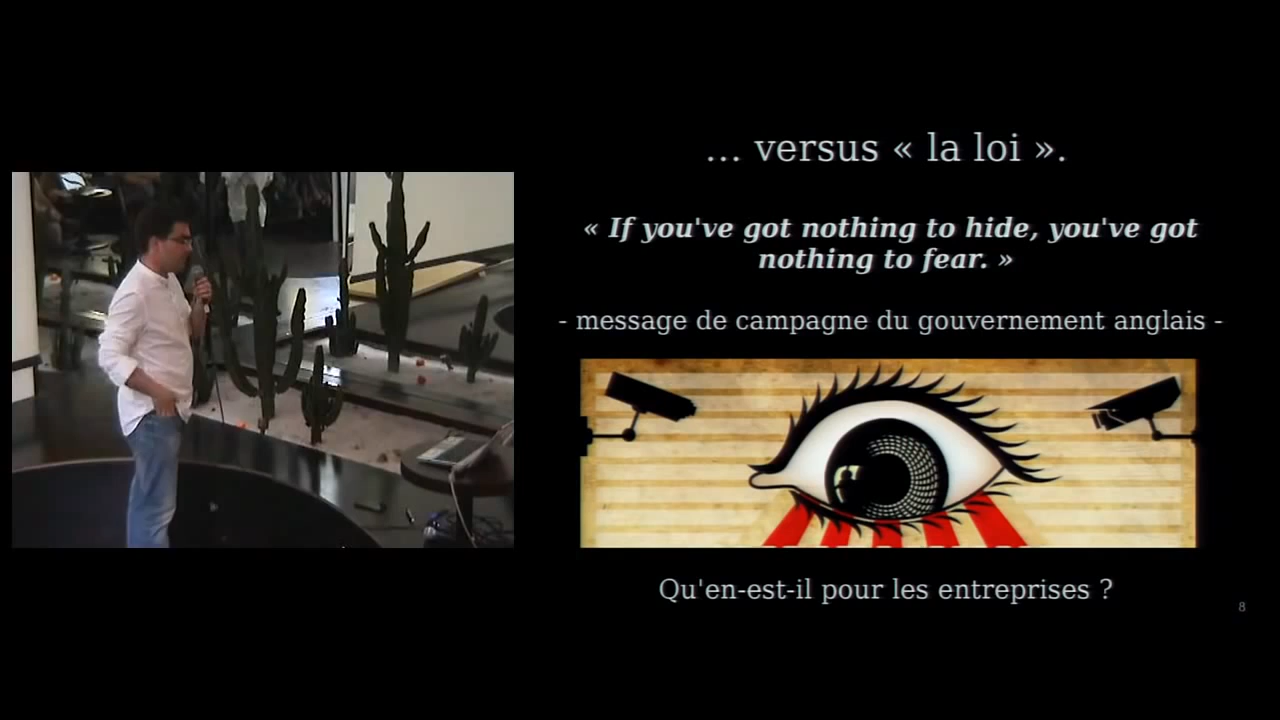 ... versus « la loi ».
« If you've got nothing to hide, you've got
nothing to fear. »
- message de campagne du gouvernement anglais -
Qu'en-est-il pour les entreprises ?
8